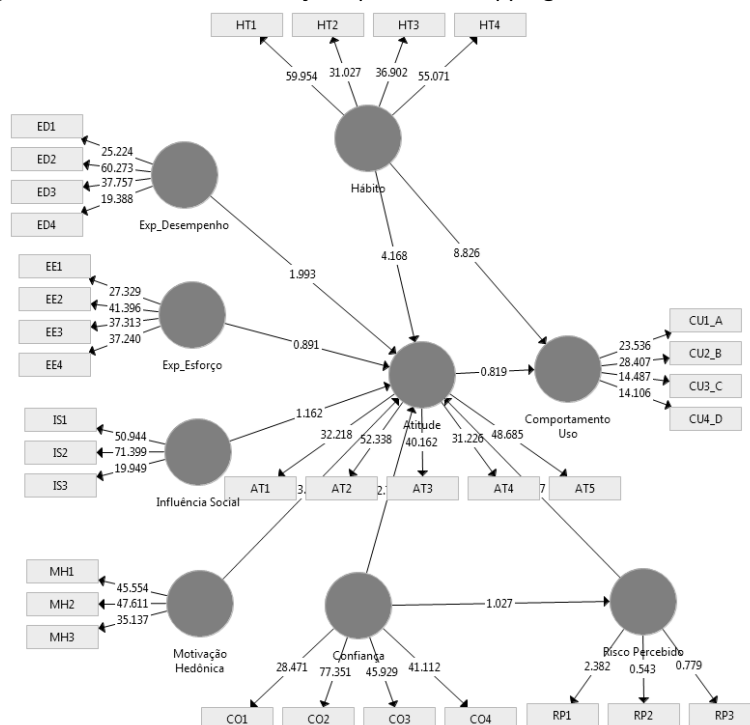 HT1
HT2
HT3
HT4
59.954
31.027
36.902
55.071
Hábito
ED1
ED2
ED3
ED4
25.224
60.273
37.757
19.388
Exp_Desempenho
4.168
8.826
1.993
EE1
EE2
EE3
EE4
27.329
41.396
37.313
37.240
Exp_Esforço
0.891
Atitude
0.819
Comportamento
Uso
23.536
28.407
14.487
14.106
CU1_A
CU2_B
CU3_C
CU4_D
IS1
IS2
IS3
50.944
71.399
19.949
Influência Social
1.162
32.218
52.338
40.162
31.226
48.685
AT1
AT2
AT3
AT4
AT5
MH1
MH2
MH3
45.554
47.611
35.137
Motivação
Hedônica
Confiança
1.027
Risco Percebido
28.471
77.351
45.929
41.112
2.382
0.543
0.779
CO1
CO2
CO3
CO4
RP1
RP2
RP3